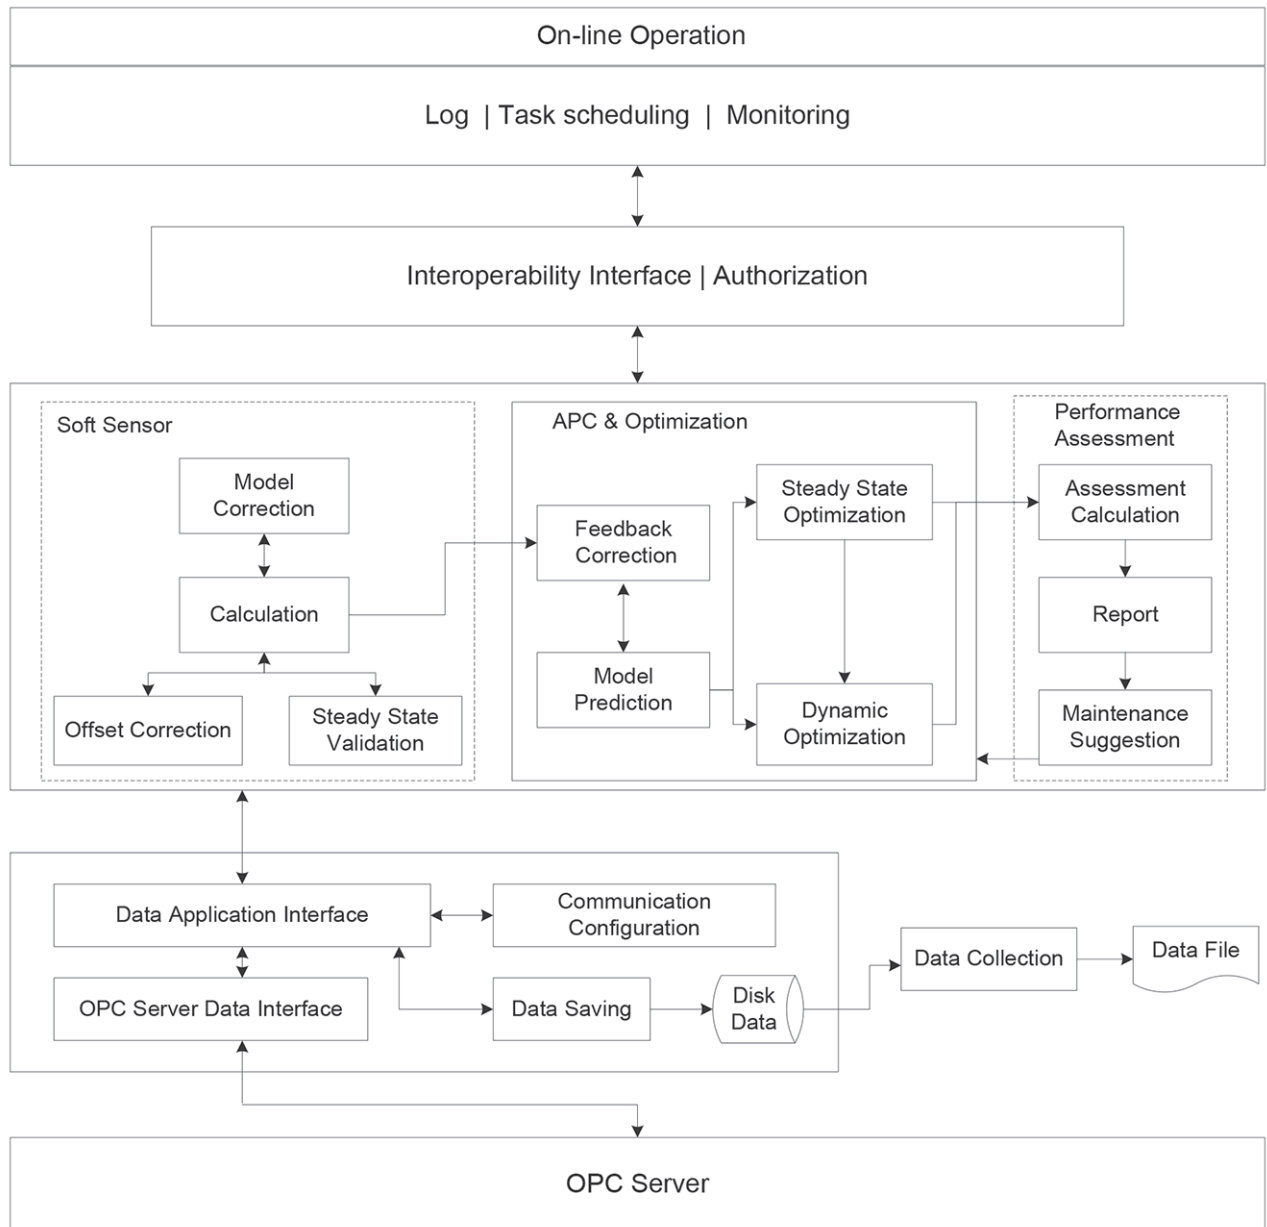 On-line Operation
Log | Task scheduling | Monitoring
Interoperability Interface | Authorization
Soft Sensor
Model
Correction
Calculation
Offset Correction
Steady State
Validation
APC & Optimization
Feedback
Correction
Model
Prediction
Steady State
Optimization
Dynamic
Optimization
Performance
Assessment
Assessment
Calculation
Report
Maintenance
Suggestion
Data Application Interface
Communication
Configuration
OPC Server Data Interface
Data Saving
Disk
Data
Data Collection
Data File
OPC Server